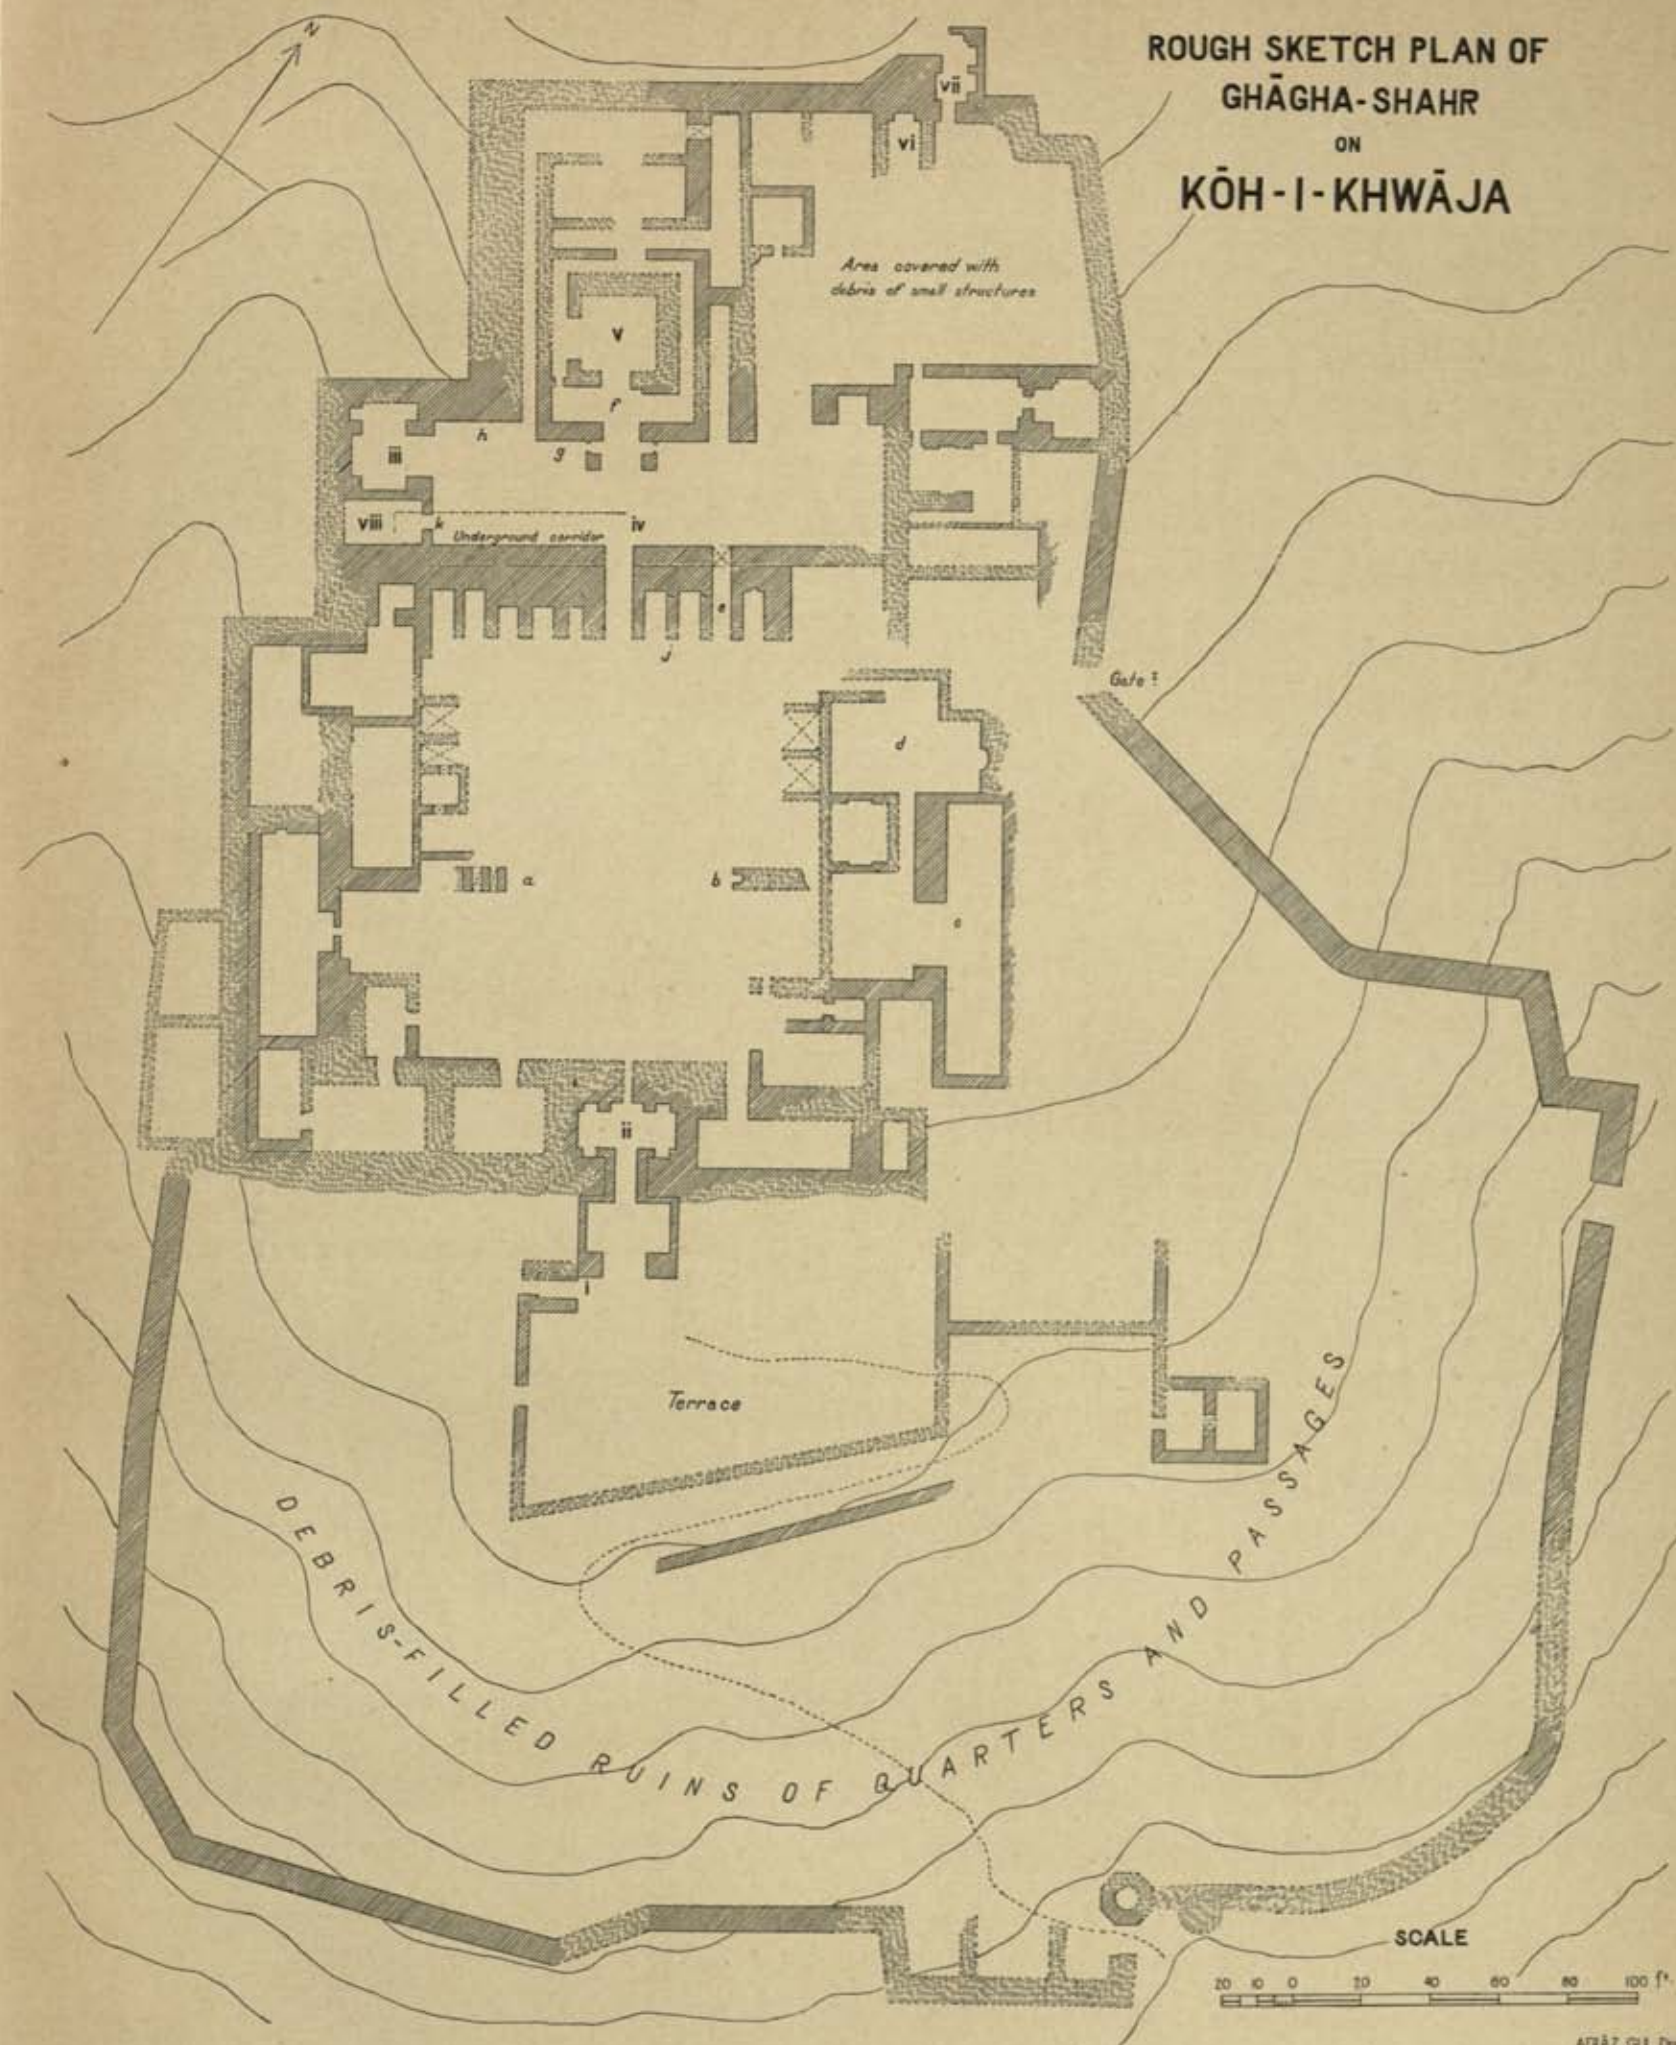 N
ROUGH SKETCH PLAN OF
GHĀGHA-SHAHR
ON
KŌH-I-KHWĀJA
vii
vi
Area covered with
debris of small structures
v
f
h
g
iii
viii
k
iv
Underground corridor
e
j
Gate?
d
a
b
c
ii
i
Terrace
DEBRIS-FILLED RUINS OF QUARTERS AND PASSAGES
SCALE
20 10 0 20 40 60 80 100 ft.